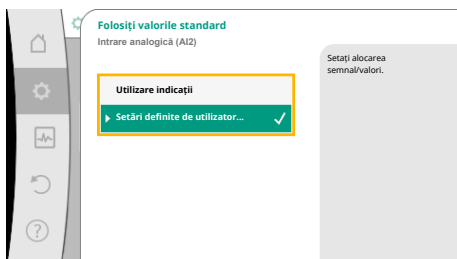 Folosiți valorile standard
Intrare analogică (AI2)
Setați alocarea
semnal/valori.
Utilizare indicații
Setări definite de utilizator...
?